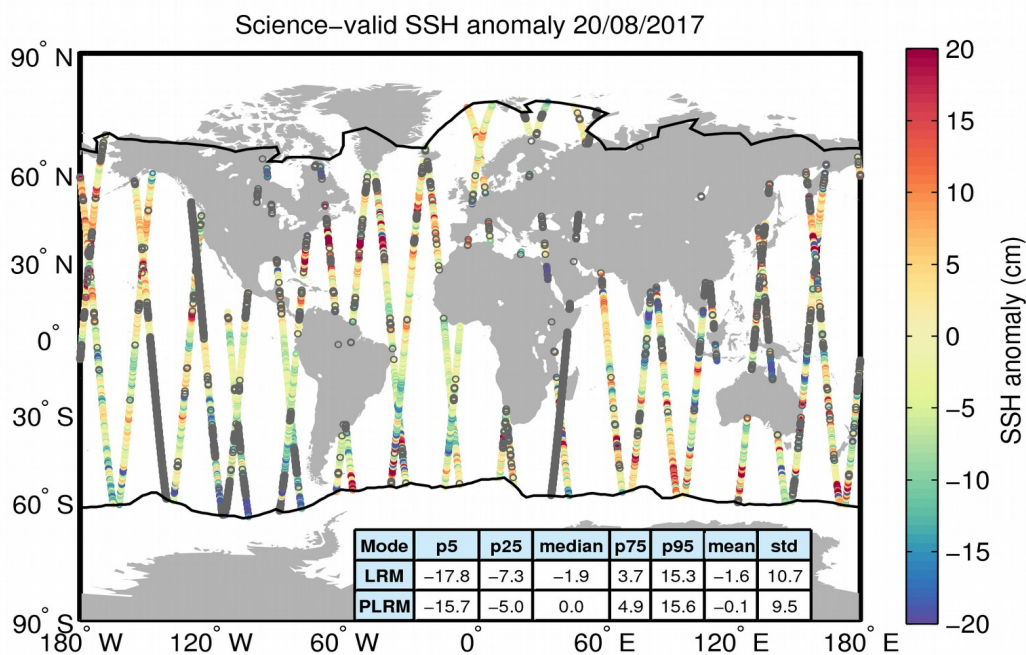 Science−valid SSH anomaly 20/08/2017
90° N
60° N
30° N
0°
30° S
60° S
90° S
180° W
120° W
60° W
0°
60° E
120° E
180° E
Mode p5 p25 median p75 p95 mean std
LRM −17.8 −7.3 −1.9 3.7 15.3 −1.6 10.7
PLRM −15.7 −5.0 0.0 4.9 15.6 −0.1 9.5
20
15
10
5
0
−5
−10
−15
−20
SSH anomaly (cm)